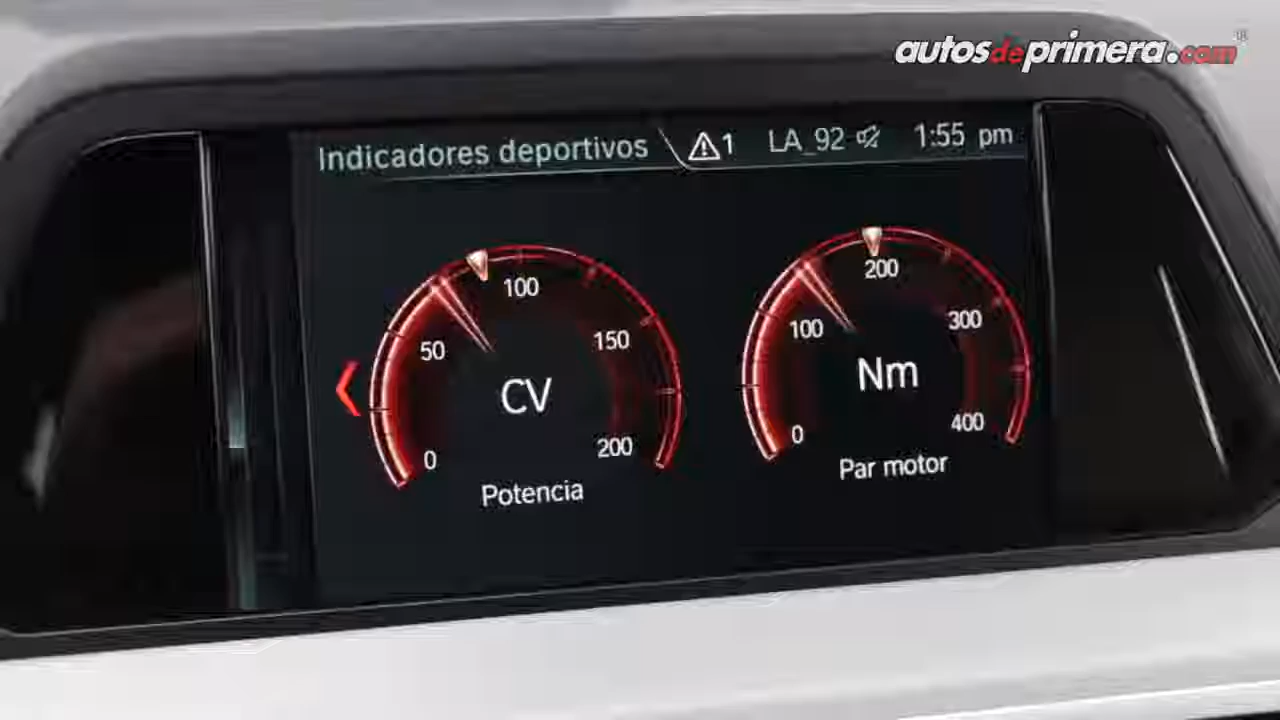 autosdeprimera.com
Indicadores deportivos 1 LA_92 1:55 pm
0 50 100 150 200
CV
Potencia
0 100 200 300 400
Nm
Par motor